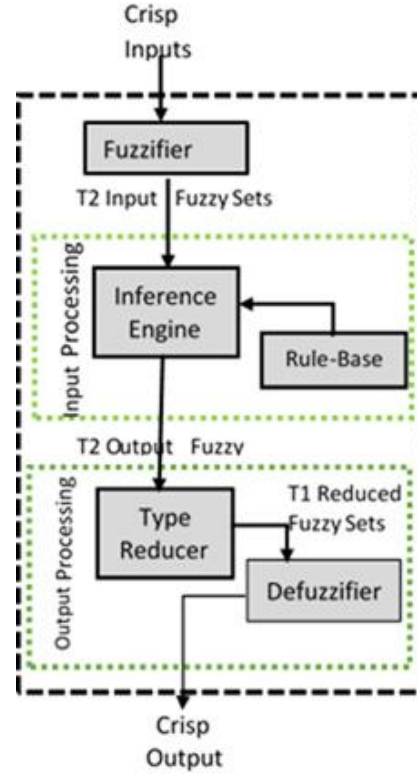 Crisp
Inputs
Fuzzifier
T2 Input Fuzzy Sets
Input Processing
Inference
Engine
Rule-Base
T2 Output Fuzzy
Output Processing
Type
Reducer
T1 Reduced
Fuzzy Sets
Defuzzifier
Crisp
Output